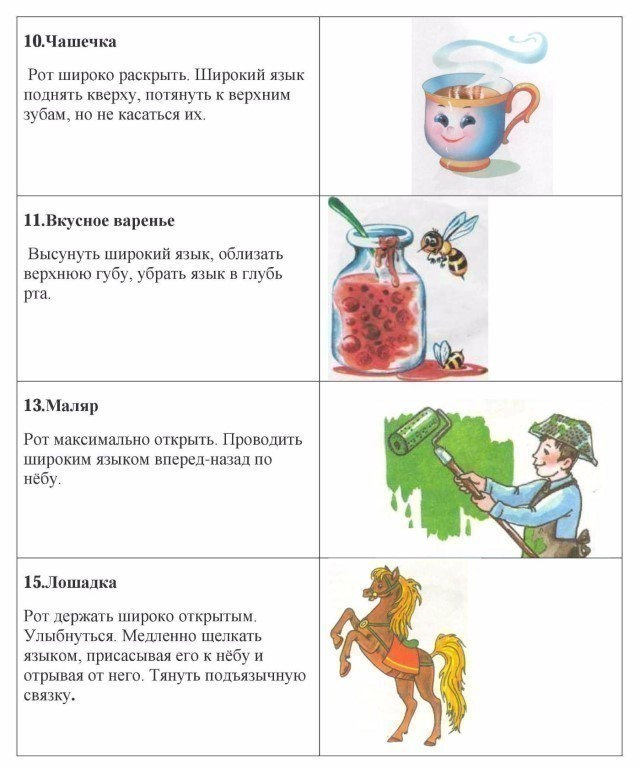 10.Чашечка
Рот широко раскрыть. Широкий язык
поднять кверху, потянуть к верхним
зубам, но не касаться их.
11.Вкусное варенье
Высунуть широкий язык, облизать
верхнюю губу, убрать язык в глубь
рта.
13.Маляр
Рот максимально открыть. Проводить
широким языком вперед-назад по
нёбу.
15.Лошадка
Рот держать широко открытым.
Улыбнуться. Медленно щелкать
языком, присасывая его к нёбу и
отрывая от него. Тянуть подъязычную
связку.